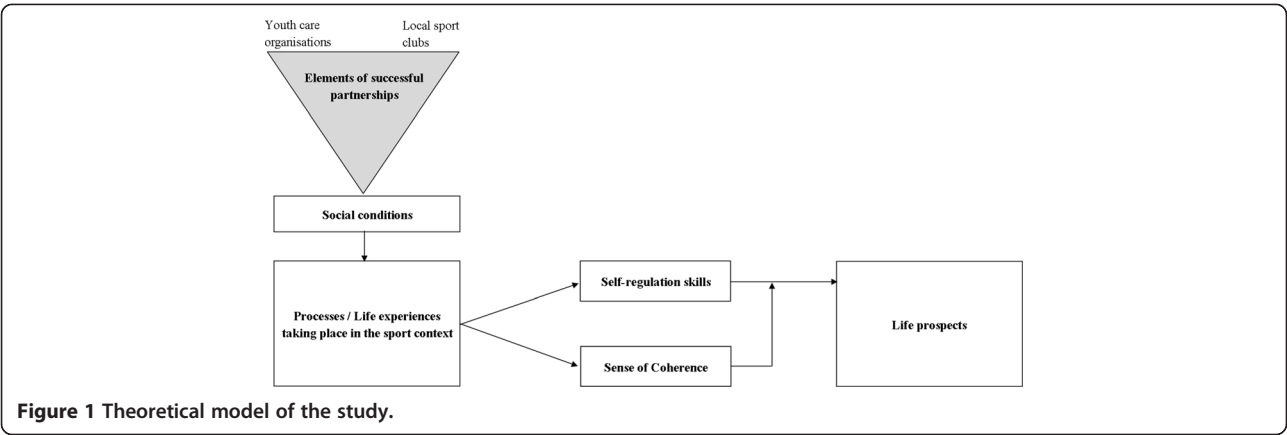 Youth care
organisations
Local sport
clubs
Elements of successful
partnerships
Social conditions
Processes / Life experiences
taking place in the sport context
Self-regulation skills
Sense of Coherence
Life prospects
Figure 1 Theoretical model of the study.